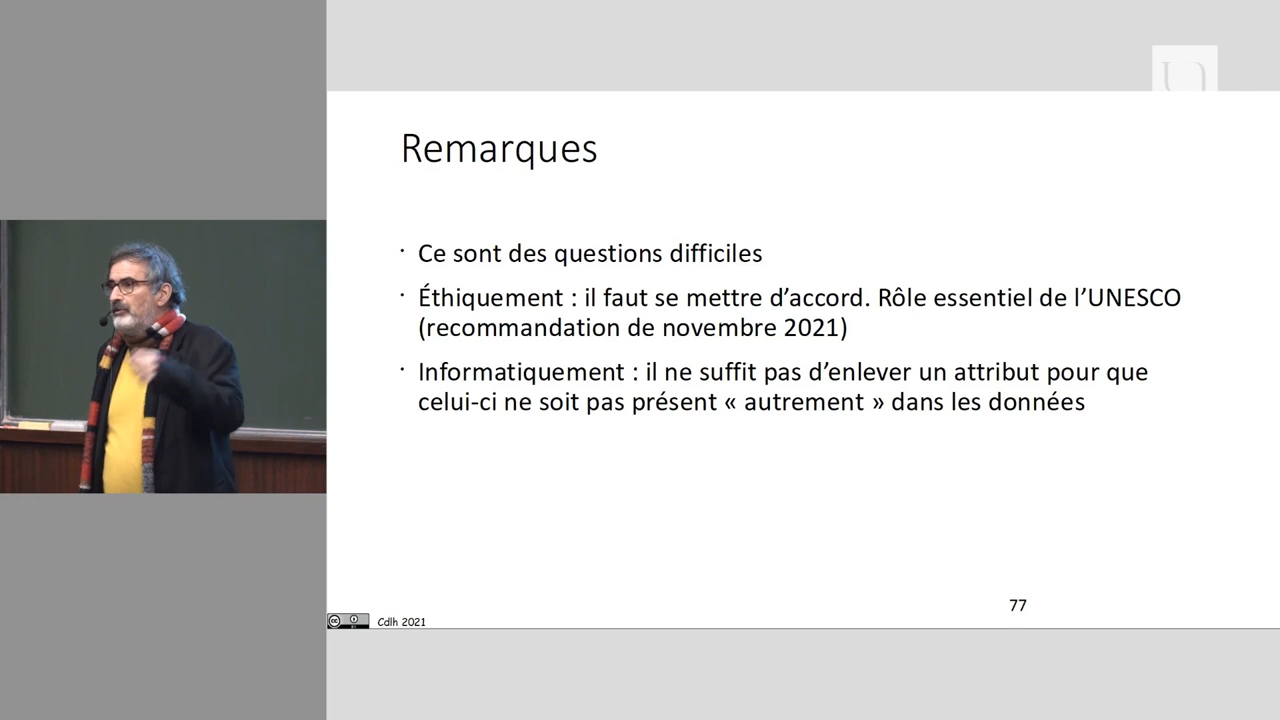 Remarques
· Ce sont des questions difficiles
· Éthiquement : il faut se mettre d’accord. Rôle essentiel de l’UNESCO
(recommandation de novembre 2021)
· Informatiquement : il ne suffit pas d’enlever un attribut pour que
celui-ci ne soit pas présent « autrement » dans les données
77
cc
Cdlh 2021